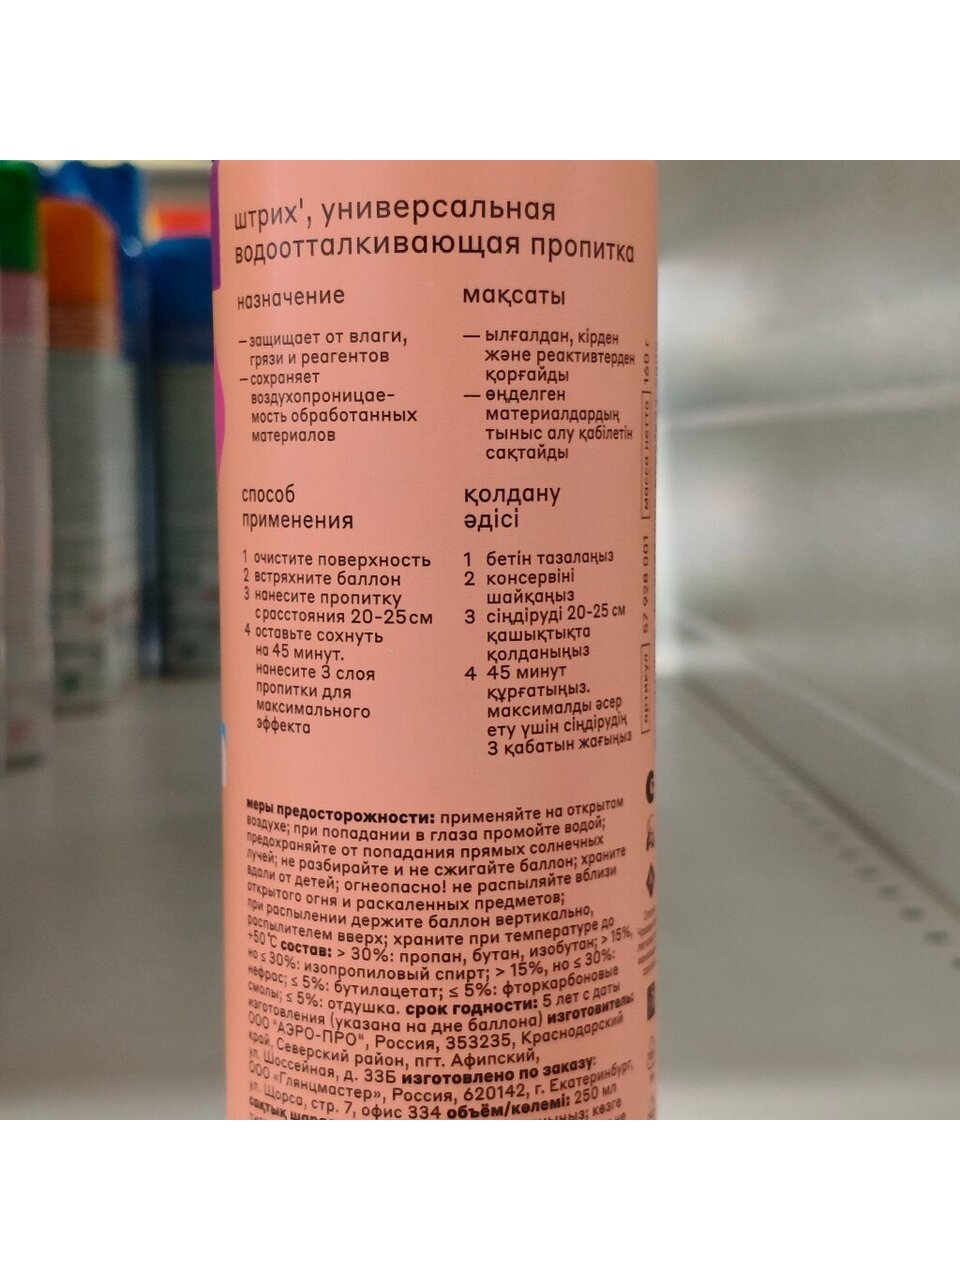 штрих', универсальная
водоотталкивающая пропитка
назначение
— защищает от влаги,
грязи и реагентов
— сохраняет
воздухопроницае-
мость обработанных
материалов
мақсаты
— ылғалдан, кірден
және реактивтерден
қорғайды
— өңделген
материалдардың
тыныс алу қабілетін
сақтайды
способ
применения
1 очистите поверхность
2 встряхните баллон
3 нанесите пропитку
с расстояния 20-25 см
4 оставьте сохнуть
на 45 минут.
нанесите 3 слоя
пропитки для
максимального
эффекта
қолдану
әдісі
1 бетін тазалаңыз
2 консервіні
шайқаңыз
3 сіңдіруді 20-25 см
қашықтықта
қолданыңыз
4 45 минут
құрғатыңыз.
максималды әсер
ету үшін сіңдірудің
3 қабатын жағыңыз
меры предосторожности: применяйте на открытом
воздухе; при попадании в глаза промойте водой;
предохраняйте от попадания прямых солнечных
лучей; не разбирайте и не сжигайте баллон; храните
вдали от детей; огнеопасно! не распыляйте вблизи
открытого огня и раскаленных предметов;
при распылении держите баллон вертикально,
распылителем вверх; храните при температуре до
+50°C состав: > 30%: пропан, бутан, изобутан; > 15%,
но ≤ 30%: изопропиловый спирт; > 15%, но ≤ 30%:
нефрас; ≤ 5%: бутилацетат; ≤ 5%: фторкарбоновые
смолы; ≤ 5%: отдушка. срок годности: 5 лет с даты
изготовления (указана на дне баллона) изготовитель:
ООО "АЭРО-ПРО", Россия, 353235, Краснодарский
край, Северский район, пгт. Афипский,
ул. Шоссейная, д. 33Б изготовлено по заказу:
ООО «Глянцмастер», Россия, 620142, г. Екатеринбург,
ул. Щорса, стр. 7, офис 334 объём/көлемі: 250 мл
сақтық
артикул 57 928 001 масса нетто 160 г